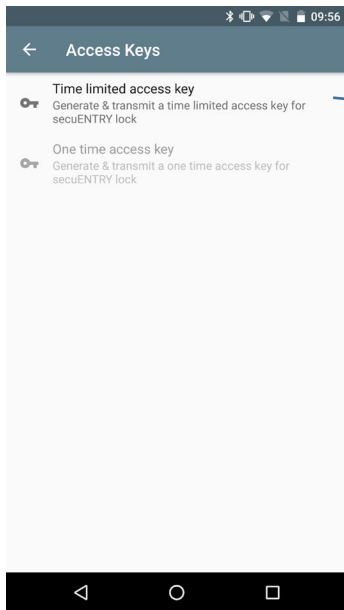 09:56
Access Keys
Time limited access key
Generate & transmit a time limited access key for
secuENTRY lock
One time access key
Generate & transmit a one time access key for
secuENTRY lock